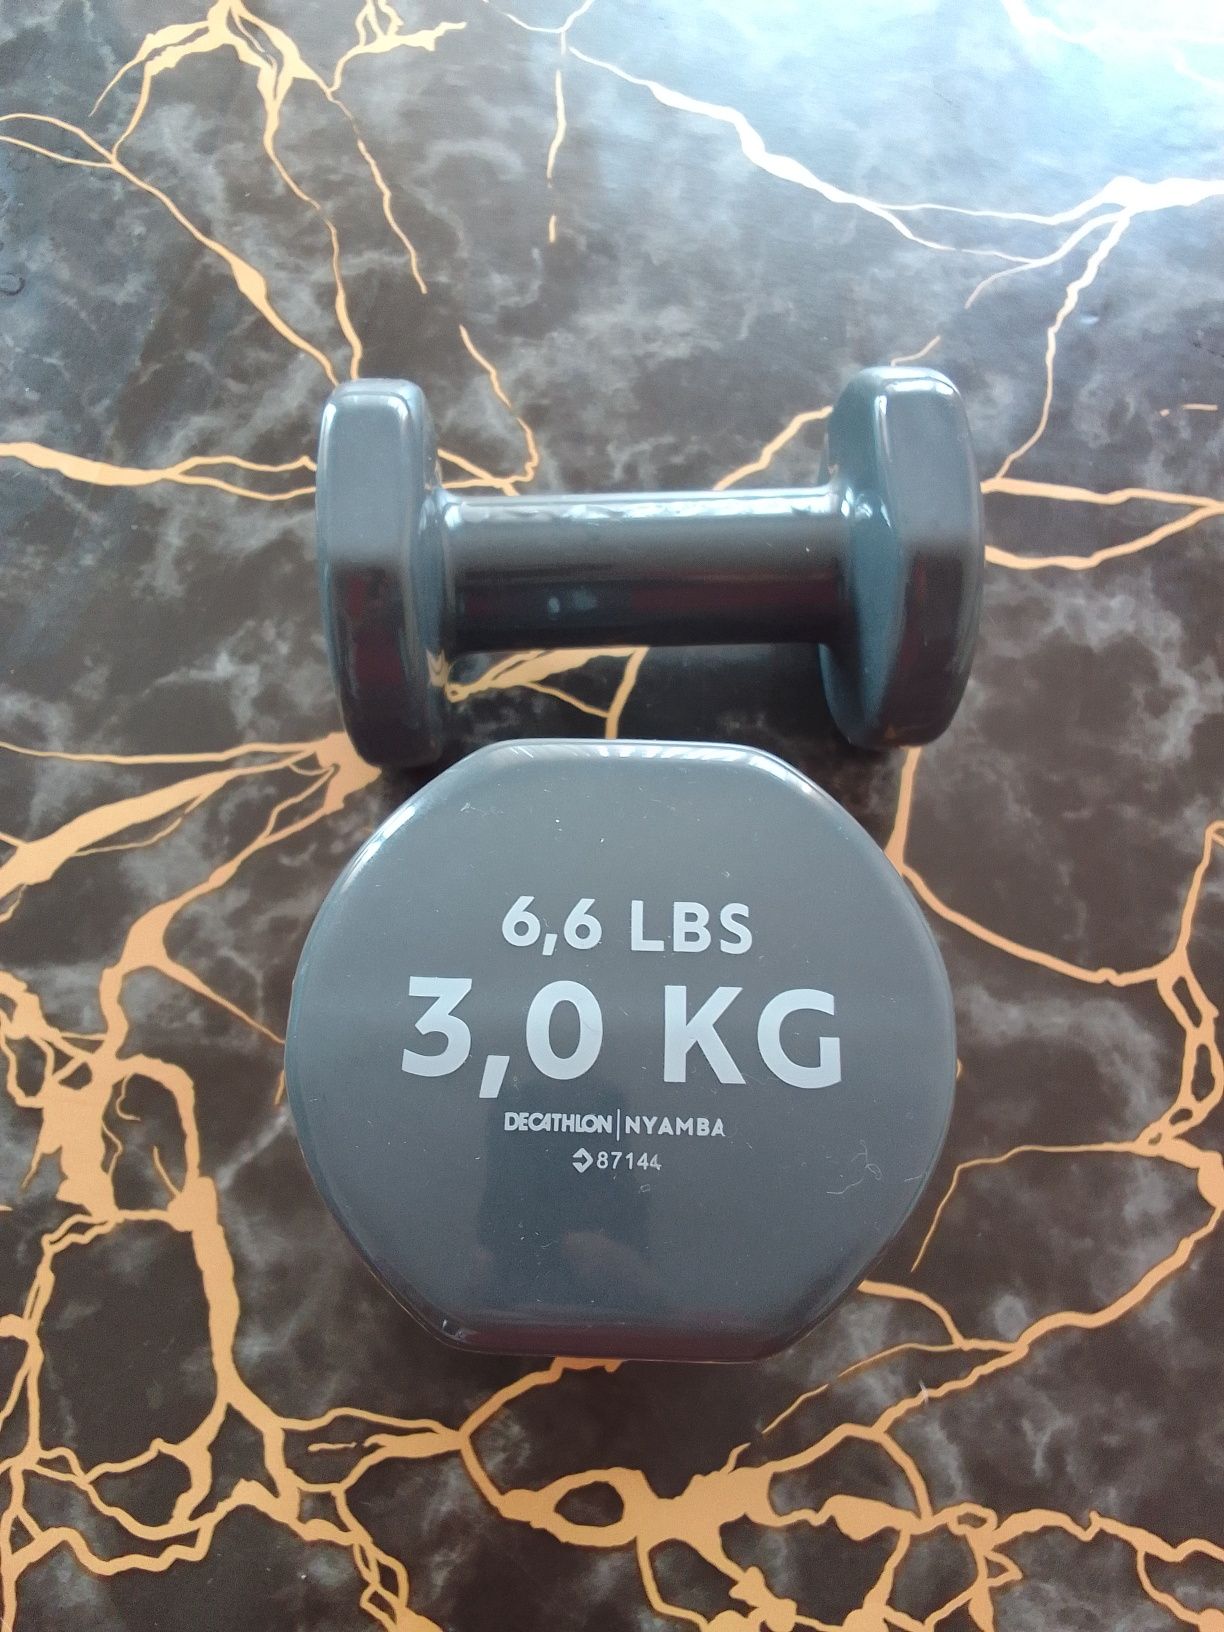 6,6 LBS
3,0 KG
DECATHLON | NYAMBA
87144